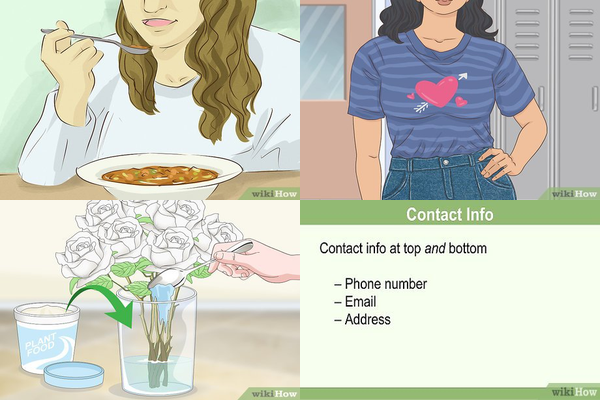 wikiHow
wikiHow
PLANT
FOOD
wikiHow
Contact Info
Contact info at top and bottom
– Phone number
– Email
– Address
wikiHow